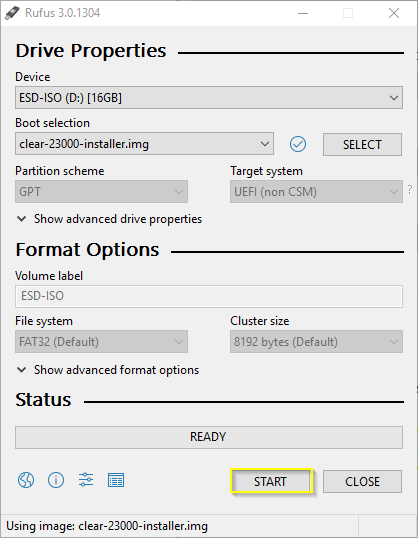 Rufus 3.0.1304
Drive Properties
Device
ESD-ISO (D:) [16GB]
Boot selection
clear-23000-installer.img
SELECT
Partition scheme
Target system
GPT
UEFI (non CSM)
?
Show advanced drive properties
Format Options
Volume label
ESD-ISO
File system
Cluster size
FAT32 (Default)
8192 bytes (Default)
Show advanced format options
Status
READY
START
CLOSE
Using image: clear-23000-installer.img